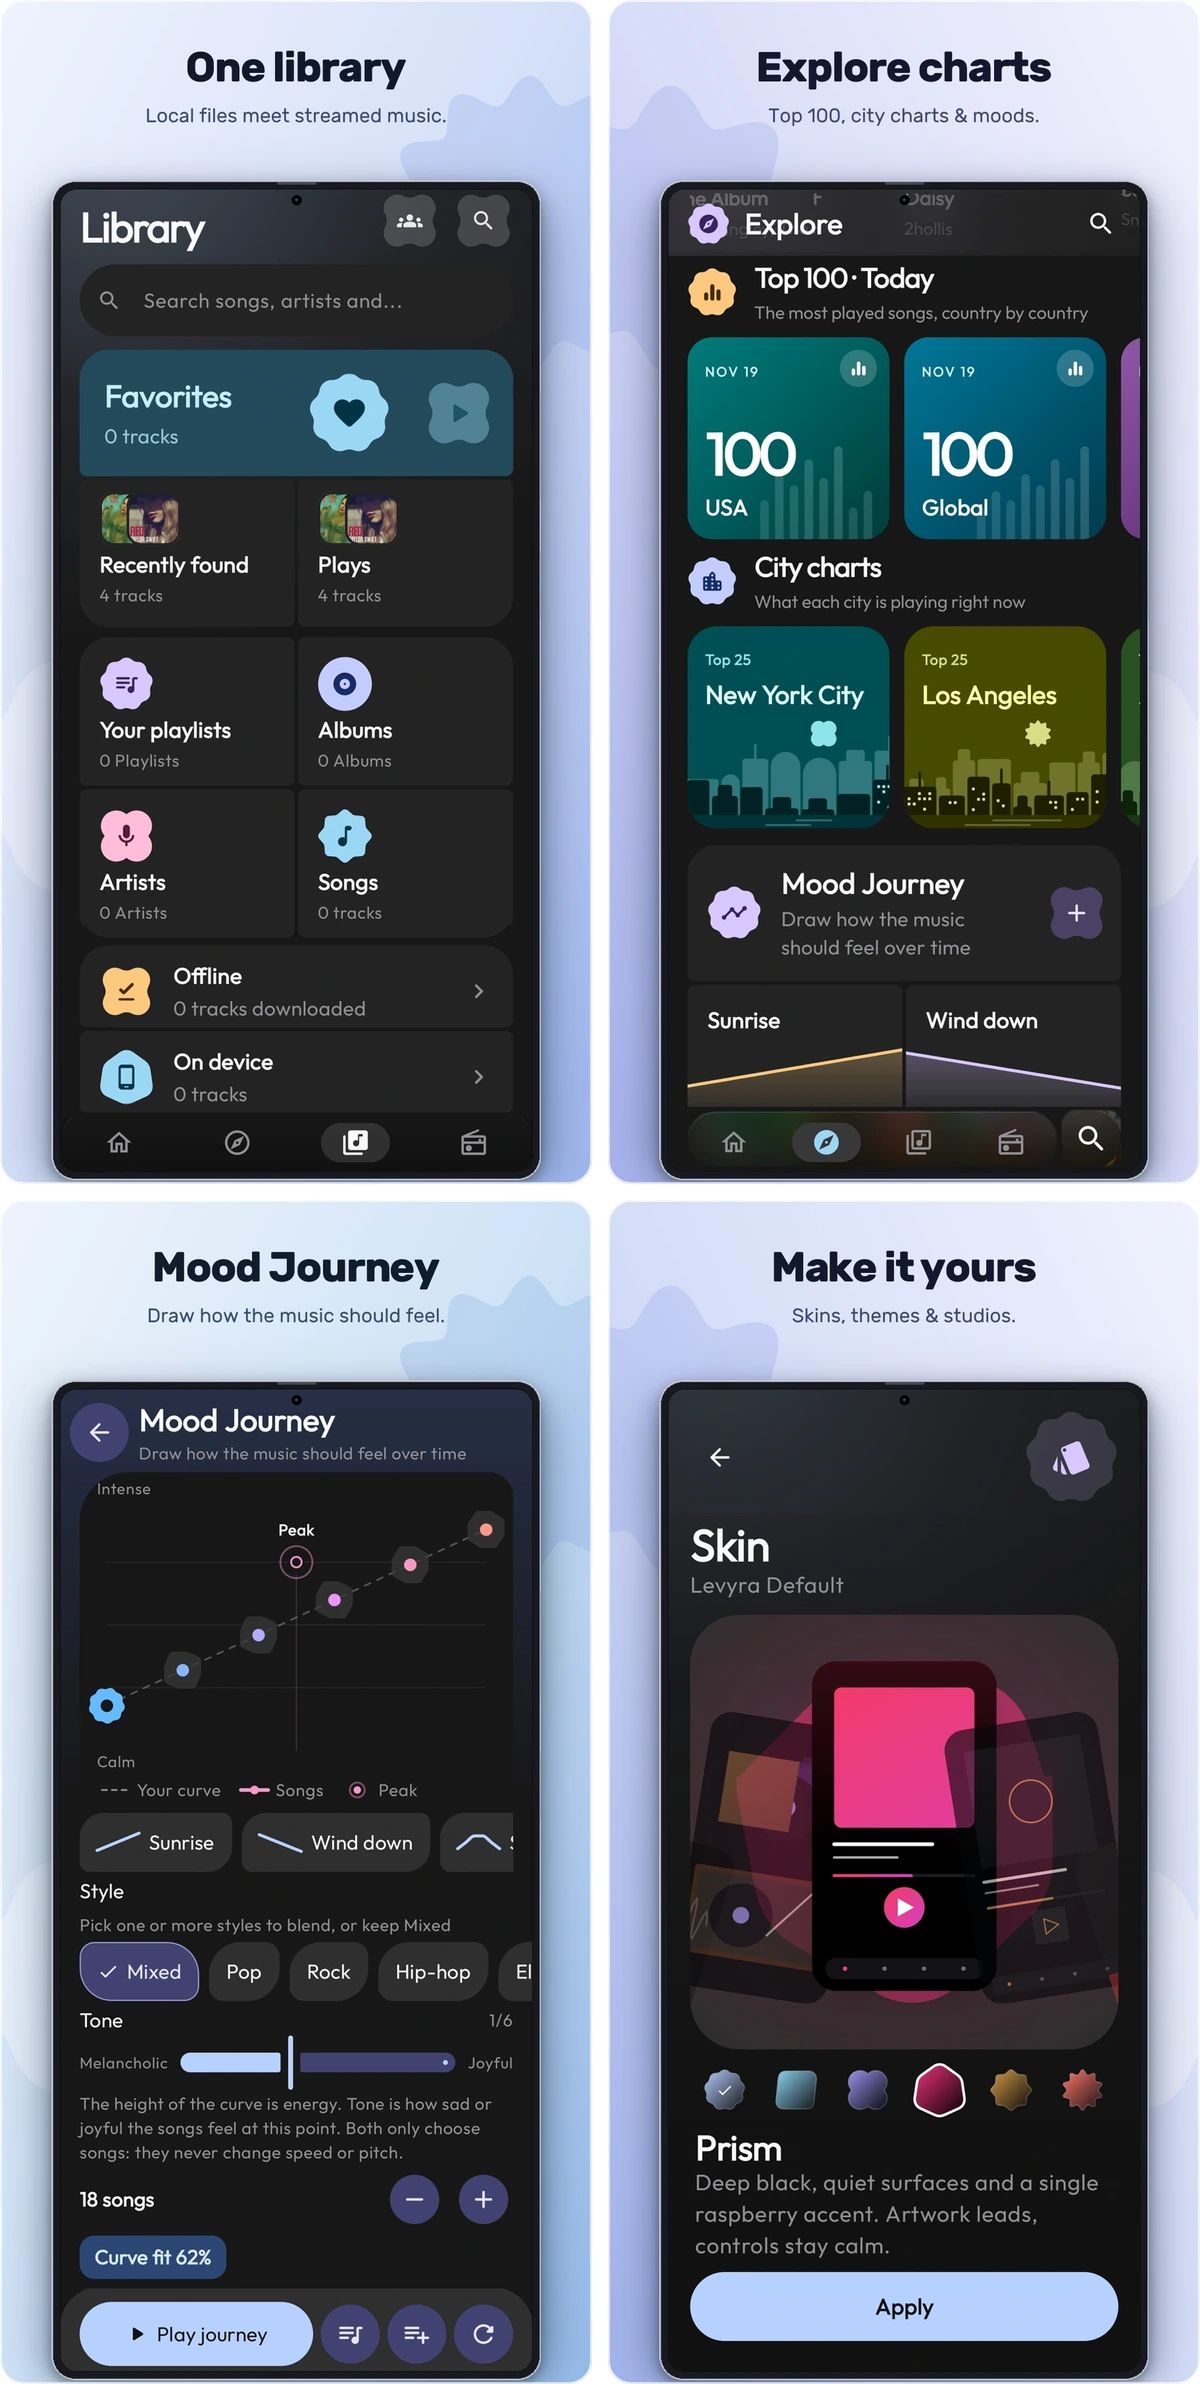 One library
Local files meet streamed music.
Library
Search songs, artists and...
Favorites
0 tracks
Recently found
4 tracks
Plays
4 tracks
Your playlists
0 Playlists
Albums
0 Albums
Artists
0 Artists
Songs
0 tracks
Offline
0 tracks downloaded
On device
0 tracks
Explore charts
Top 100, city charts & moods.
Album
Daisy
2hollis
Explore
Top 100 · Today
The most played songs, country by country
NOV 19
100
USA
NOV 19
100
Global
City charts
What each city is playing right now
Top 25
New York City
Top 25
Los Angeles
Mood Journey
Draw how the music
should feel over time
Sunrise
Wind down
Mood Journey
Draw how the music should feel.
Mood Journey
Draw how the music should feel over time
Intense
Peak
Calm
Your curve
Songs
Peak
Sunrise
Wind down
Style
Pick one or more styles to blend, or keep Mixed
Mixed
Pop
Rock
Hip-hop
El
Tone
1/6
Melancholic
Joyful
The height of the curve is energy. Tone is how sad or
joyful the songs feel at this point. Both only choose
songs: they never change speed or pitch.
18 songs
Curve fit 62%
Play journey
Make it yours
Skins, themes & studios.
Skin
Levyra Default
Prism
Deep black, quiet surfaces and a single
raspberry accent. Artwork leads,
controls stay calm.
Apply